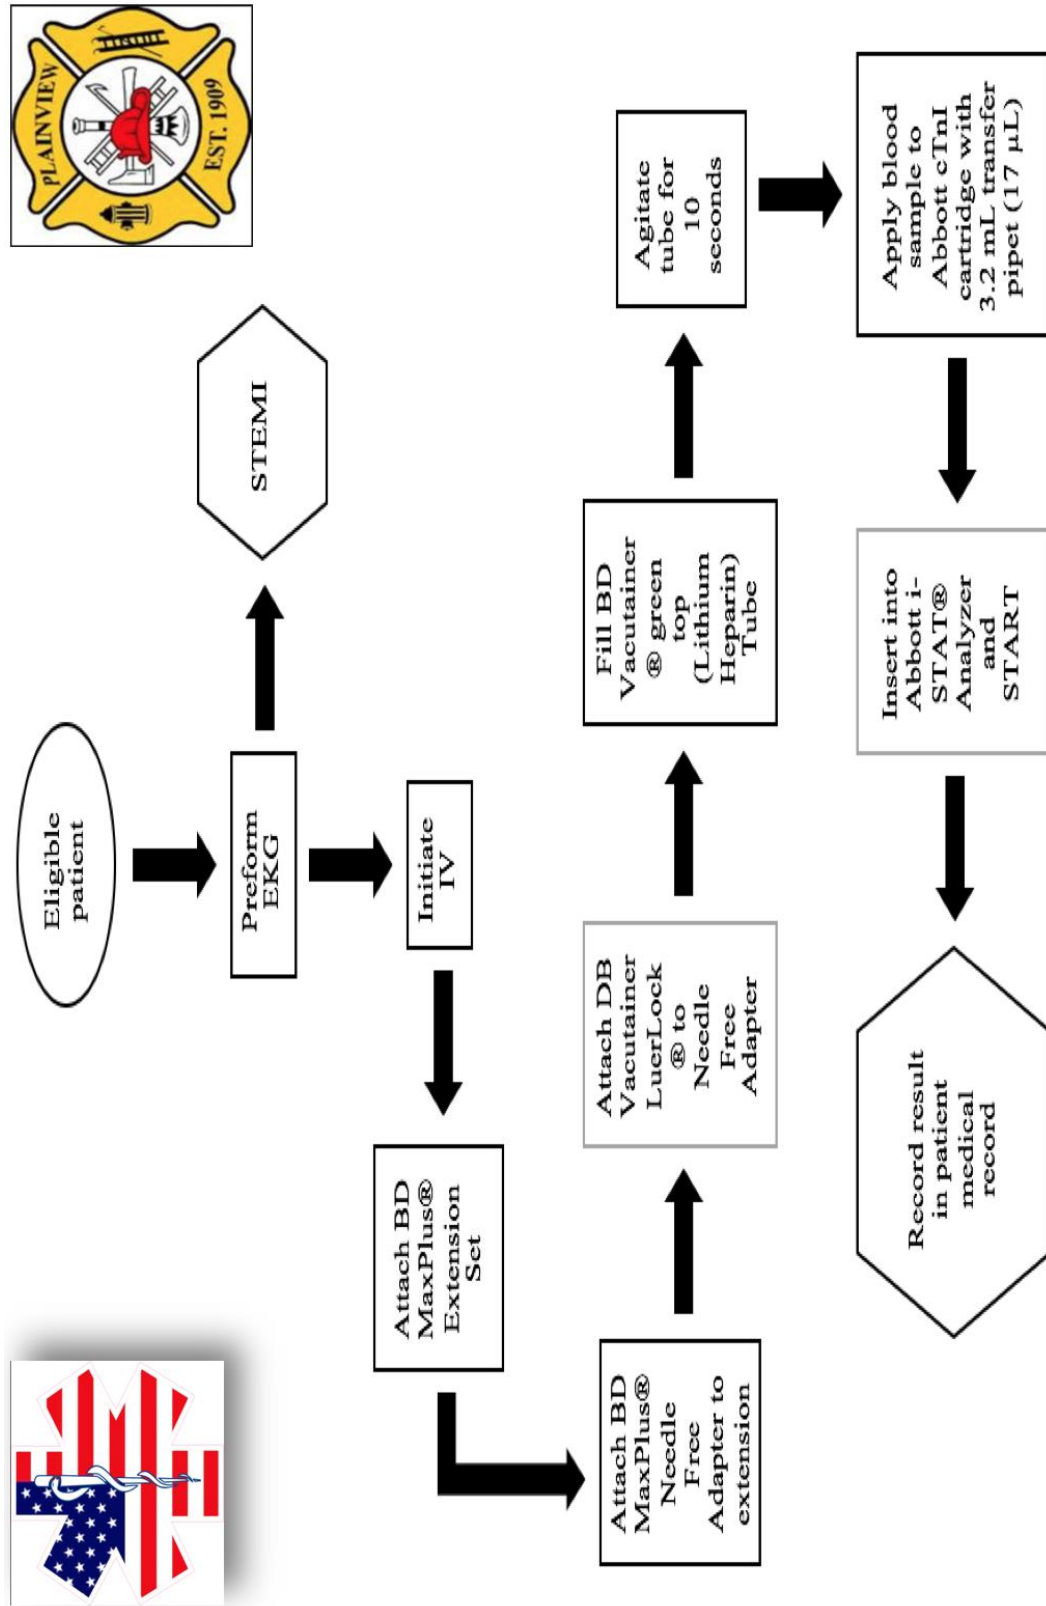 PLAINVIEW
EST. 1909
Eligible
patient
Preform
EKG
STEMI
Initiate
IV
Attach BD
MaxPlus®
Extension
Set
Attach BD
MaxPlus®
Needle
Free
Adapter to
extension
Attach DB
Vacutainer
LuerLock
® to
Needle
Free
Adapter
Fill BD
Vacutainer
® green
top
(Lithium
Heparin)
Tube
Agitate
tube for
10
seconds
Apply blood
sample to
Abbott cTnI
cartridge with
3.2 mL transfer
pipet (17 µL)
Insert into
Abbott i-
STAT®
Analyzer
and
START
Record result
in patient
medical
record